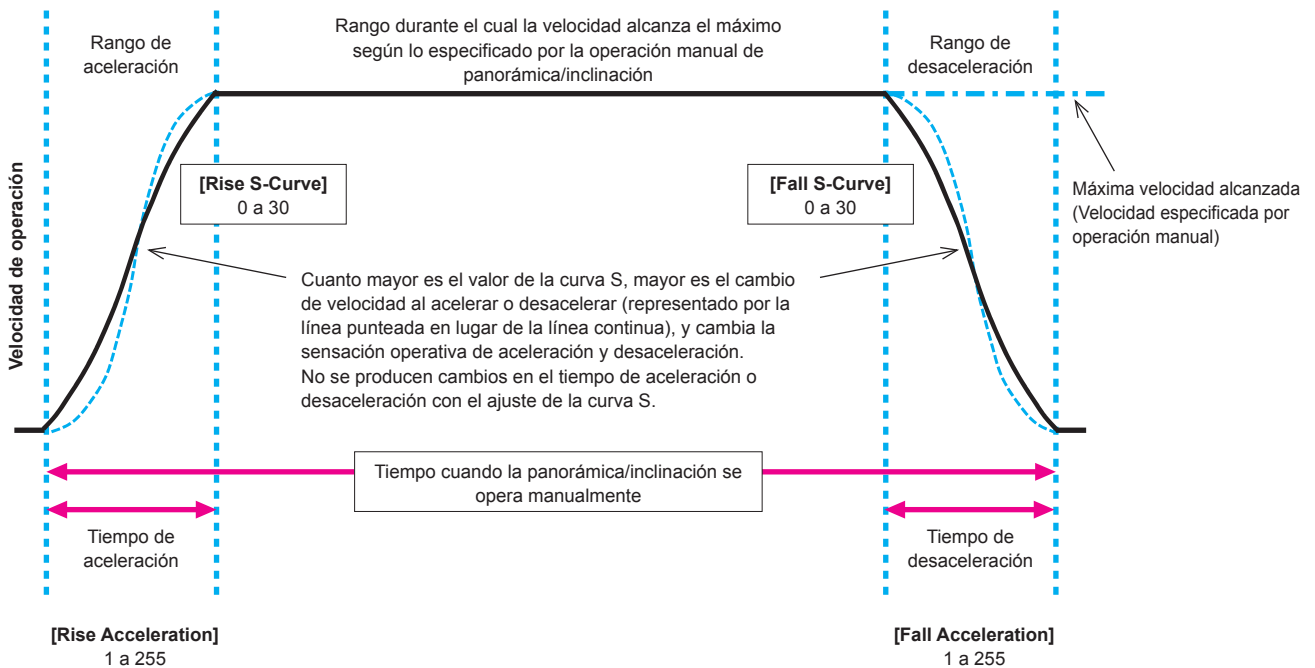 Rango de
aceleración
Rango durante el cual la velocidad alcanza el máximo
según lo especificado por la operación manual de
panorámica/inclinación
Rango de
desaceleración
Velocidad de operación
[Rise S-Curve]
0 a 30
[Fall S-Curve]
0 a 30
Máxima velocidad alcanzada
(Velocidad especificada por
operación manual)
Cuanto mayor es el valor de la curva S, mayor es el cambio
de velocidad al acelerar o desacelerar (representado por la
línea punteada en lugar de la línea continua), y cambia la
sensación operativa de aceleración y desaceleración.
No se producen cambios en el tiempo de aceleración o
desaceleración con el ajuste de la curva S.
Tiempo cuando la panorámica/inclinación se
opera manualmente
Tiempo de
aceleración
Tiempo de
desaceleración
[Rise Acceleration]
1 a 255
[Fall Acceleration]
1 a 255